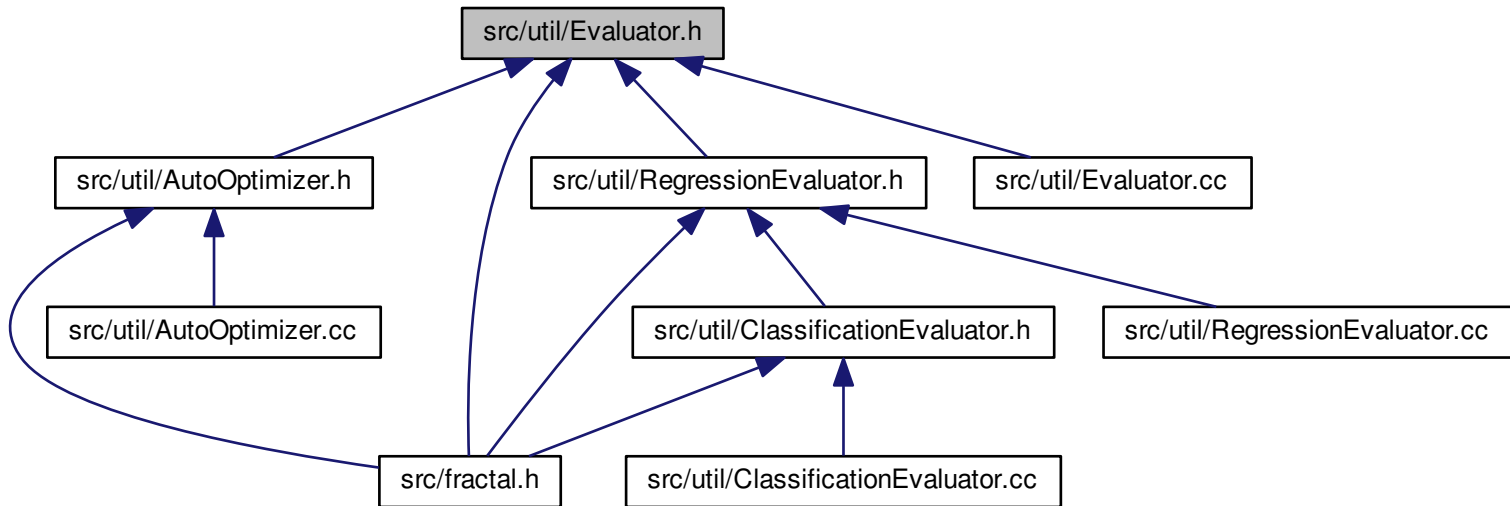 src/util/Evaluator.h
src/util/AutoOptimizer.h
src/util/RegressionEvaluator.h
src/util/Evaluator.cc
src/util/AutoOptimizer.cc
src/util/ClassificationEvaluator.h
src/util/RegressionEvaluator.cc
src/fractal.h
src/util/ClassificationEvaluator.cc